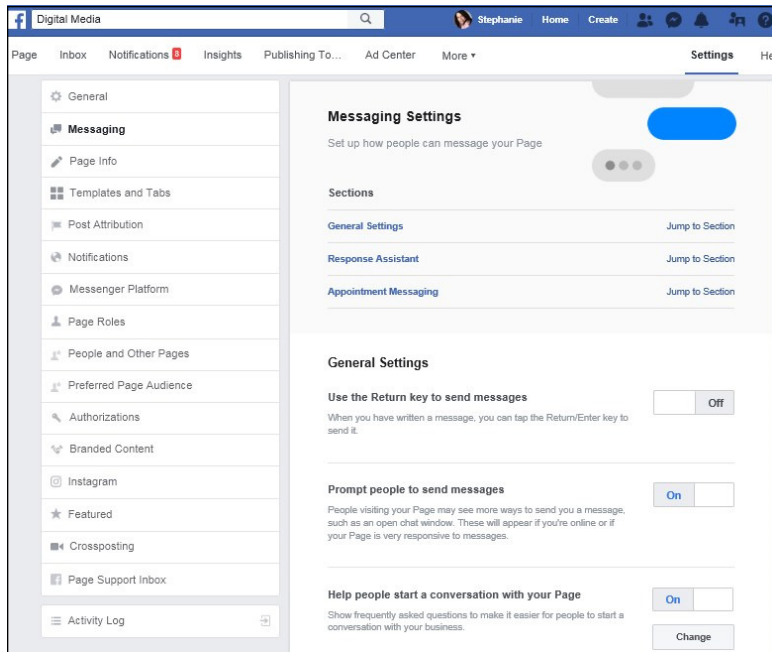 f Digital Media Stephanie Home Create
Page Inbox Notifications 8 Insights Publishing To... Ad Center More Settings He
General
Messaging
Page Info
Templates and Tabs
Post Attribution
Notifications
Messenger Platform
Page Roles
People and Other Pages
Preferred Page Audience
Authorizations
Branded Content
Instagram
Featured
Crossposting
Page Support Inbox
Activity Log
Messaging Settings
Set up how people can message your Page
Sections
General Settings Jump to Section
Response Assistant Jump to Section
Appointment Messaging Jump to Section
General Settings
Use the Return key to send messages Off
When you have written a message, you can tap the Return/Enter key to
send it.
Prompt people to send messages On
People visiting your Page may see more ways to send you a message,
such as an open chat window. These will appear if you're online or if
your Page is very responsive to messages.
Help people start a conversation with your Page On
Show frequently asked questions to make it easier for people to start a
conversation with your business.
Change